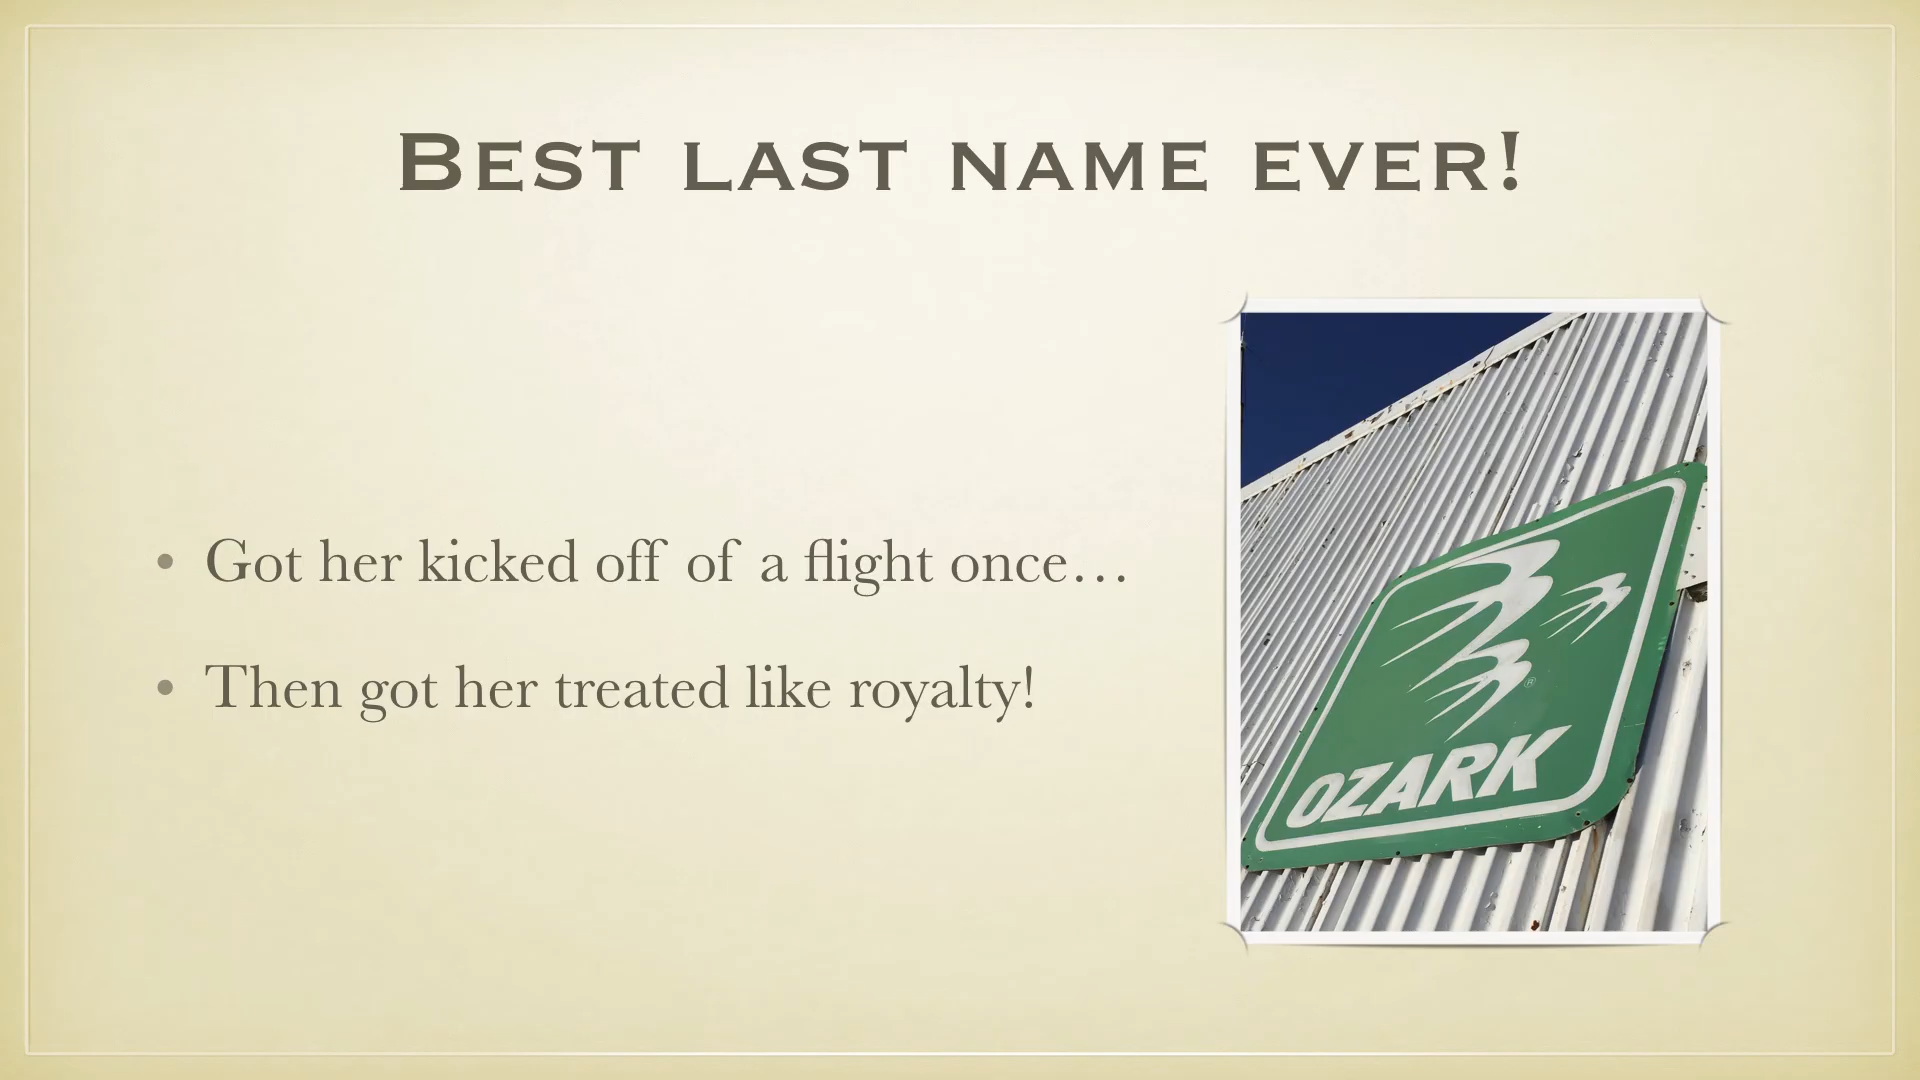 Best last name ever!
• Got her kicked off of a flight once…
• Then got her treated like royalty!
®
OZARK